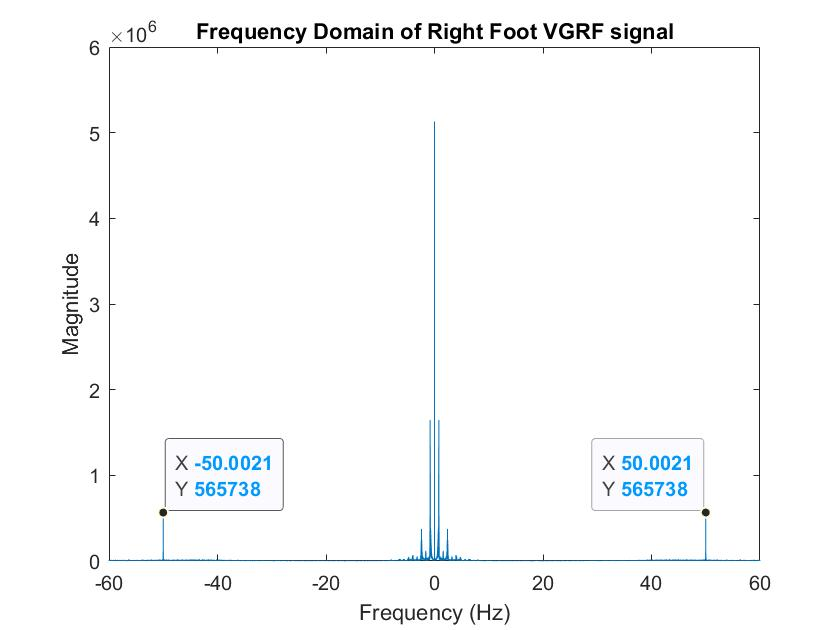 Frequency Domain of Right Foot VGRF signal
×10^6
6
5
4
3
2
1
0
Magnitude
X -50.0021
Y 565738
X 50.0021
Y 565738
-60 -40 -20 0 20 40 60
Frequency (Hz)